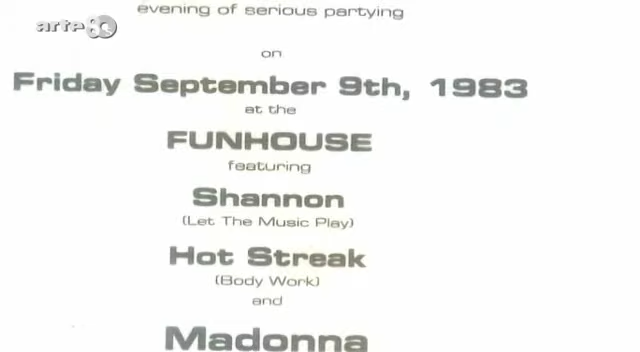 arte80
evening of serious partying
on
Friday September 9th, 1983
at the
FUNHOUSE
featuring
Shannon
(Let The Music Play)
Hot Streak
(Body Work)
and
Madonna